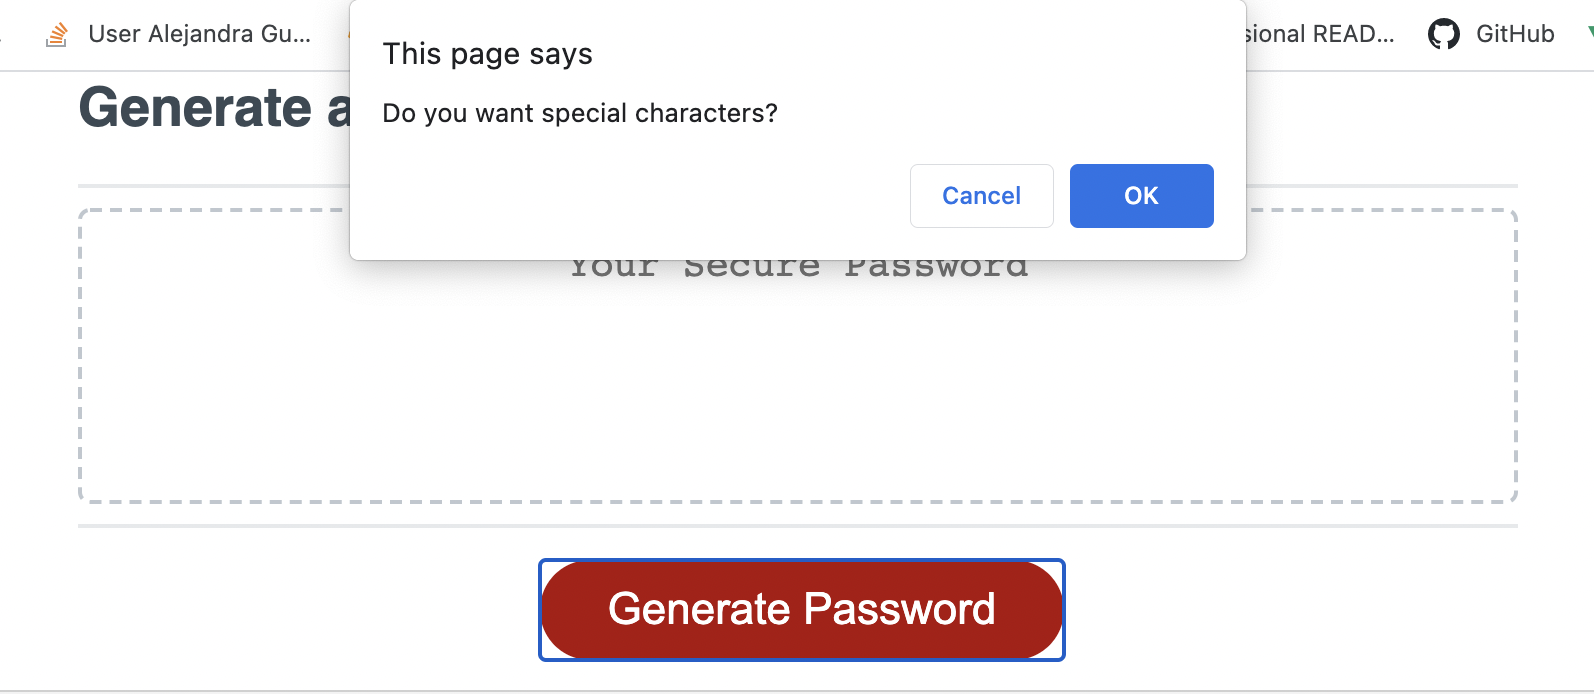 User Alejandra Gu...
sional READ...
GitHub
This page says
Do you want special characters?
Cancel
OK
Generate a
Your Secure Password
Generate Password